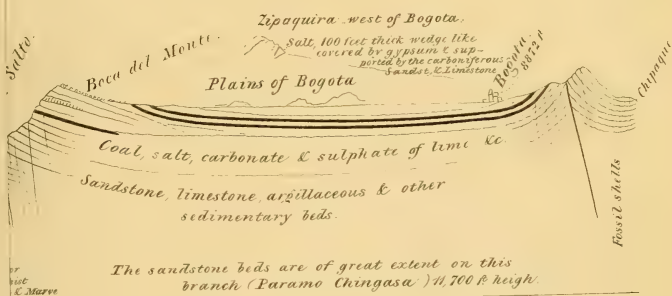 Zipaquira west of Bogota.
Salt, 100 feet thick wedge like
covered by gypsum & sup-
ported by the carboniferous
Sandst, & Limestone
Salto.
Boca del Monte.
Plains of Bogota
Bogota.
8872 ft
Chipaque
Coal, salt, carbonate & sulphate of lime &c.
Sandstone, limestone, argillaceous & other
sedimentary beds.
Fossil shells
The sandstone beds are of great extent on this
branch (Paramo Chingasa) 11,700 ft heigh.
& Marve